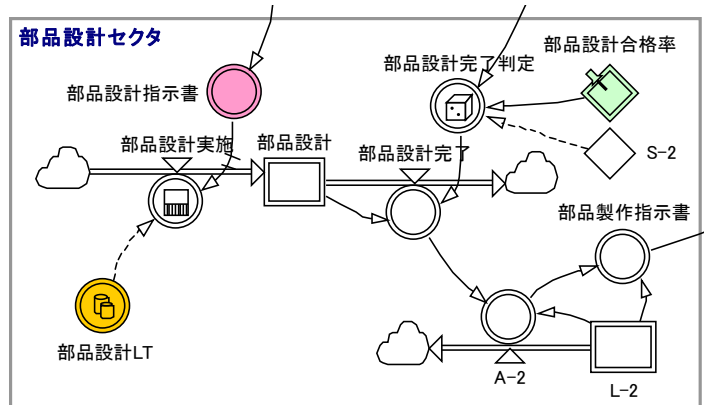 部品設計セクタ
部品設計合格率
部品設計完了判定
部品設計指示書
部品設計実施
部品設計
部品設計完了
S-2
部品製作指示書
部品設計LT
A-2
L-2